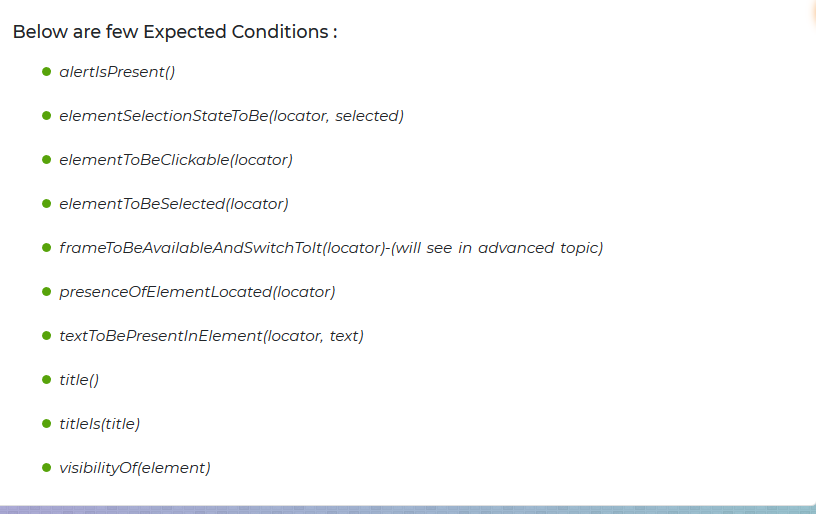 Below are few Expected Conditions :
alertIsPresent()
elementSelectionStateToBe(locator, selected)
elementToBeClickable(locator)
elementToBeSelected(locator)
frameToBeAvailableAndSwitchToIt(locator)-(will see in advanced topic)
presenceOfElementLocated(locator)
textToBePresentInElement(locator, text)
title()
titleIs(title)
visibilityOf(element)